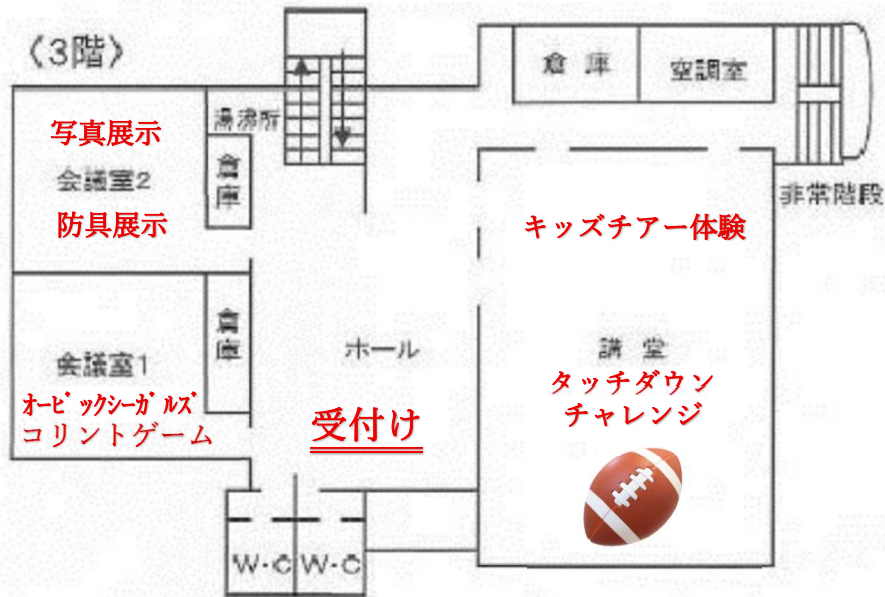 〈3階〉
倉庫
空調室
写真展示
湯沸所
会議室2
倉庫
非常階段
防具展示
キッズチアー体験
倉庫
ホール
講堂
会議室1
オービックシーガルズ
コリントゲーム
タッチダウン
チャレンジ
受付け
W・C
W・C